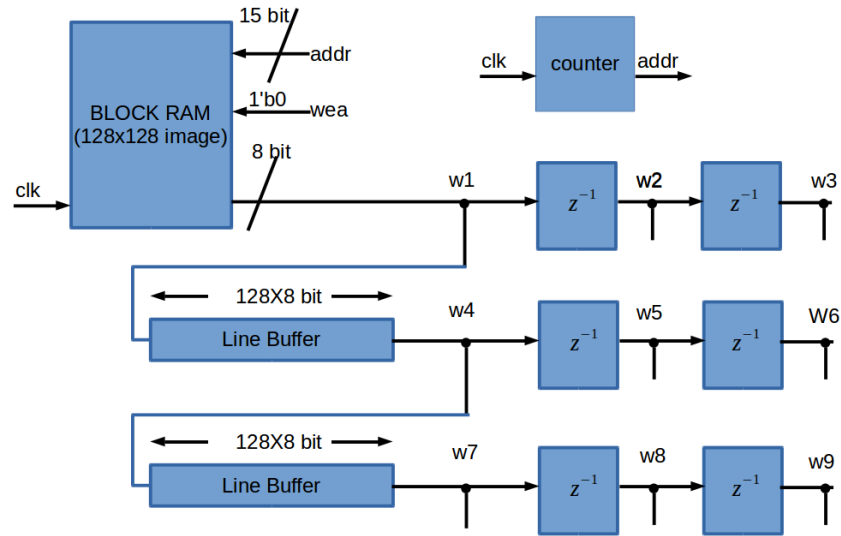 15 bit
addr
1'b0
wea
BLOCK RAM
(128x128 image)
8 bit
clk
clk
counter
addr
w1
z⁻¹
w2
z⁻¹
w3
128X8 bit
Line Buffer
w4
z⁻¹
w5
z⁻¹
W6
128X8 bit
Line Buffer
w7
z⁻¹
w8
z⁻¹
w9